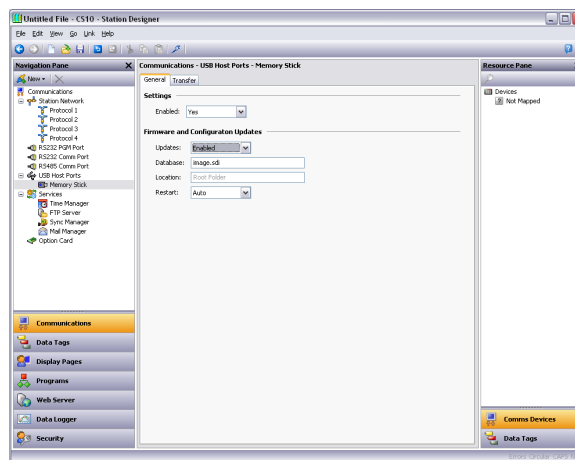 Untitled File - CS10 - Station Designer
File Edit View Go Link Help
Navigation Pane
New
Communications
Station Network
Protocol 1
Protocol 2
Protocol 3
Protocol 4
RS232 PGM Port
RS232 Comm Port
RS485 Comm Port
USB Host Ports
Memory Stick
Services
Time Manager
FTP Server
Sync Manager
Mail Manager
Option Card
Communications
Data Tags
Display Pages
Programs
Web Server
Data Logger
Security
Communications - USB Host Ports - Memory Stick
General Transfer
Settings
Enabled: Yes
Firmware and Configuraton Updates
Updates: Enabled
Database: image.sdi
Location: Root Folder
Restart: Auto
Resource Pane
Devices
Not Mapped
Comms Devices
Data Tags